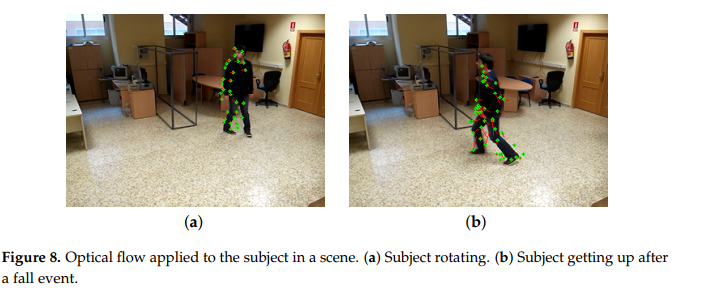 (a)
(b)
Figure 8. Optical flow applied to the subject in a scene. (a) Subject rotating. (b) Subject getting up after
a fall event.